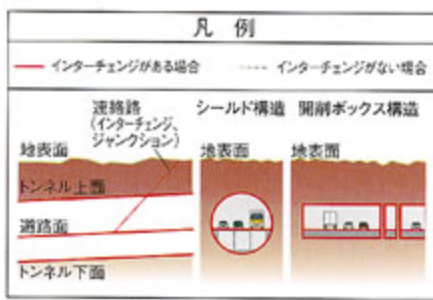 凡 例
インターチェンジがある場合
インターチェンジがない場合
連絡路
(インターチェンジ、
ジャンクション)
シールド構造
開削ボックス構造
地表面
地表面
地表面
トンネル上面
道路面
トンネル下面